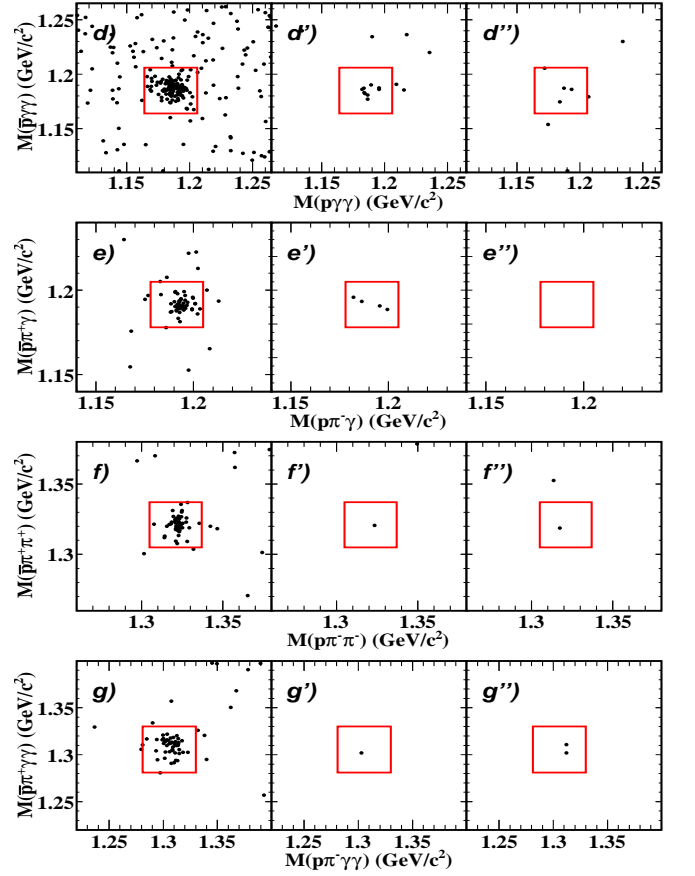 d) d') d'')
M(p̄γγ) (GeV/c²)
1.25
1.2
1.15
1.15 1.2 1.25 1.15 1.2 1.25 1.15 1.2 1.25
M(pγγ) (GeV/c²)
e) e') e'')
M(p̄π⁺γ) (GeV/c²)
1.2
1.15
1.15 1.2 1.15 1.2 1.15 1.2
M(pπ⁻γ) (GeV/c²)
f) f') f'')
M(p̄π⁺π⁺) (GeV/c²)
1.35
1.3
1.3 1.35 1.3 1.35 1.3 1.35
M(pπ⁻π⁻) (GeV/c²)
g) g') g'')
M(p̄π⁺γγ) (GeV/c²)
1.35
1.3
1.25
1.25 1.3 1.35 1.25 1.3 1.35 1.25 1.3 1.35
M(pπ⁻γγ) (GeV/c²)